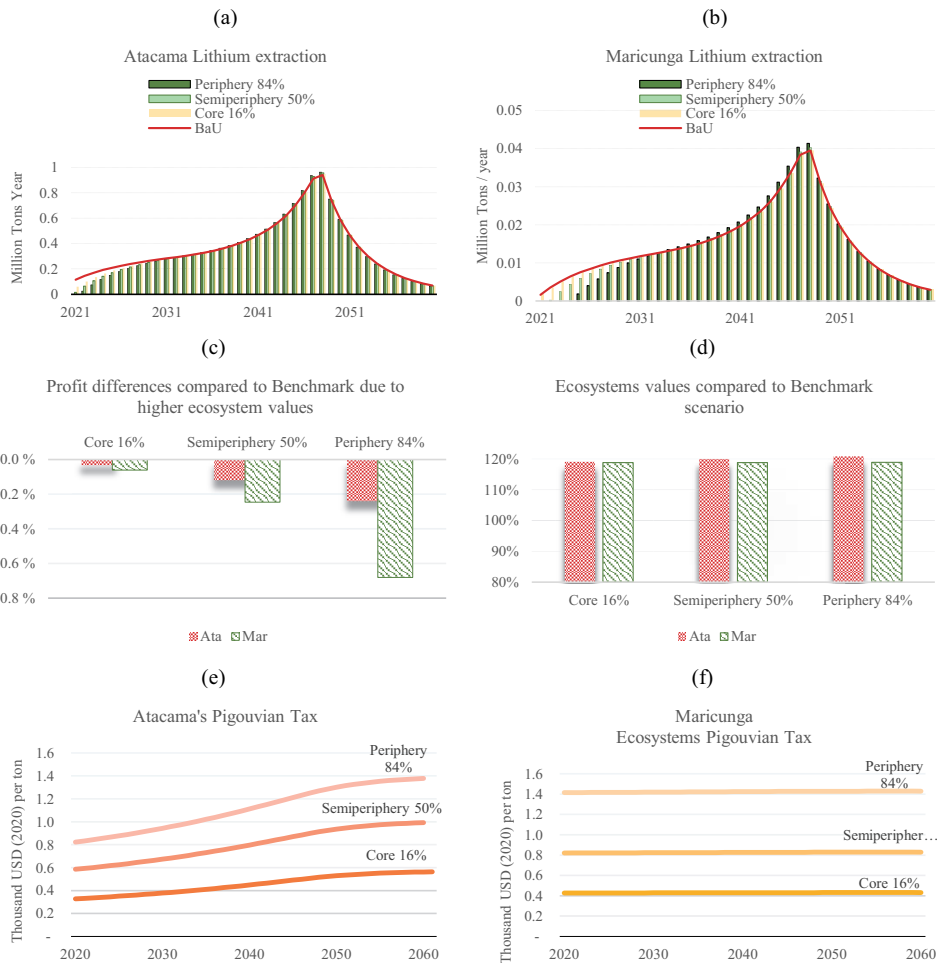 (a)
Atacama Lithium extraction
Periphery 84%
Semiperiphery 50%
Core 16%
BaU
Million Tons Year
1
0.8
0.6
0.4
0.2
0
2021
2031
2041
2051
(b)
Maricunga Lithium extraction
Periphery 84%
Semiperiphery 50%
Core 16%
BaU
Million Tons / year
0.05
0.04
0.03
0.02
0.01
0
2021
2031
2041
2051
(c)
Profit differences compared to Benchmark due to
higher ecosystem values
Core 16%
Semiperiphery 50%
Periphery 84%
0.0 %
0.2 %
0.4 %
0.6 %
0.8 %
Ata
Mar
(d)
Ecosystems values compared to Benchmark
scenario
120%
110%
100%
90%
80%
Core 16%
Semiperiphery 50%
Periphery 84%
Ata
Mar
(e)
Atacama's Pigouvian Tax
Thousand USD (2020) per ton
1.6
1.4
1.2
1.0
0.8
0.6
0.4
0.2
-
Periphery
84%
Semiperiphery 50%
Core 16%
2020
2030
2040
2050
2060
(f)
Maricunga
Ecosystems Pigouvian Tax
Thousand USD (2020) per ton
1.6
1.4
1.2
1.0
0.8
0.6
0.4
0.2
-
Periphery
84%
Semiperipher…
Core 16%
2020
2030
2040
2050
2060